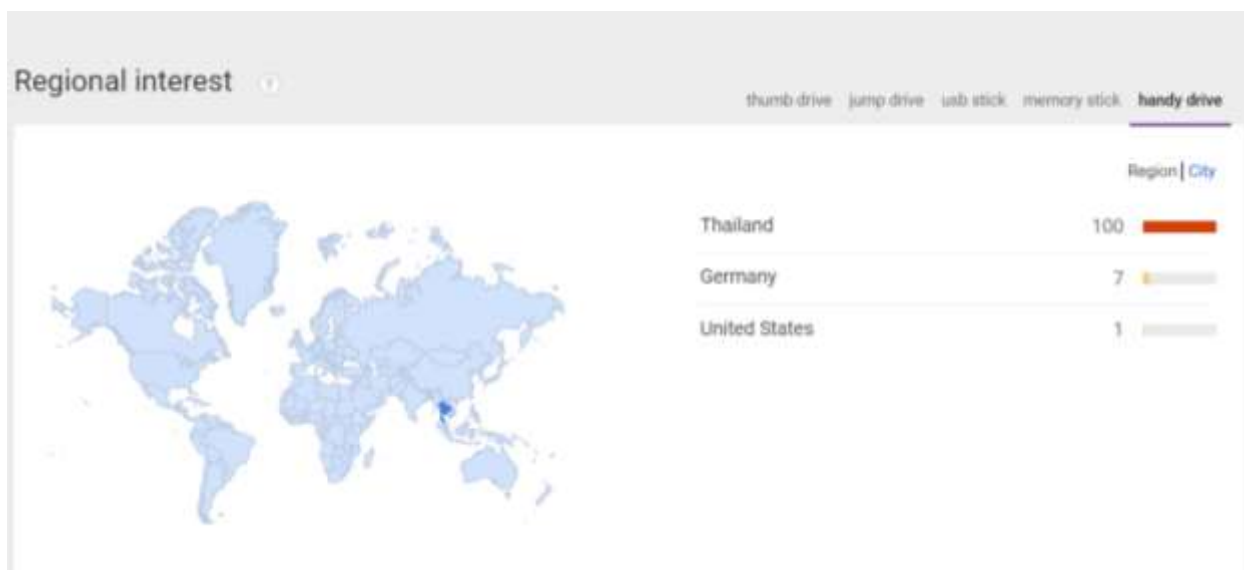 Regional interest
thumb drive jump drive usb stick memory stick handy drive
Region | City
Thailand 100
Germany 7
United States 1